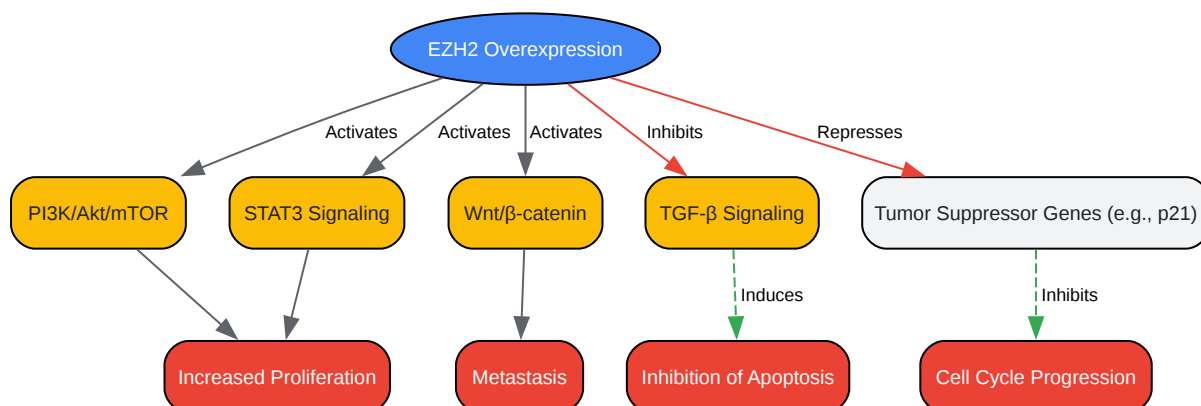 EZH2 Overexpression
Activates
Activates
Activates
Inhibits
Represses
PI3K/Akt/mTOR
STAT3 Signaling
Wnt/β-catenin
TGF-β Signaling
Tumor Suppressor Genes (e.g., p21)
Induces
Inhibits
Increased Proliferation
Metastasis
Inhibition of Apoptosis
Cell Cycle Progression